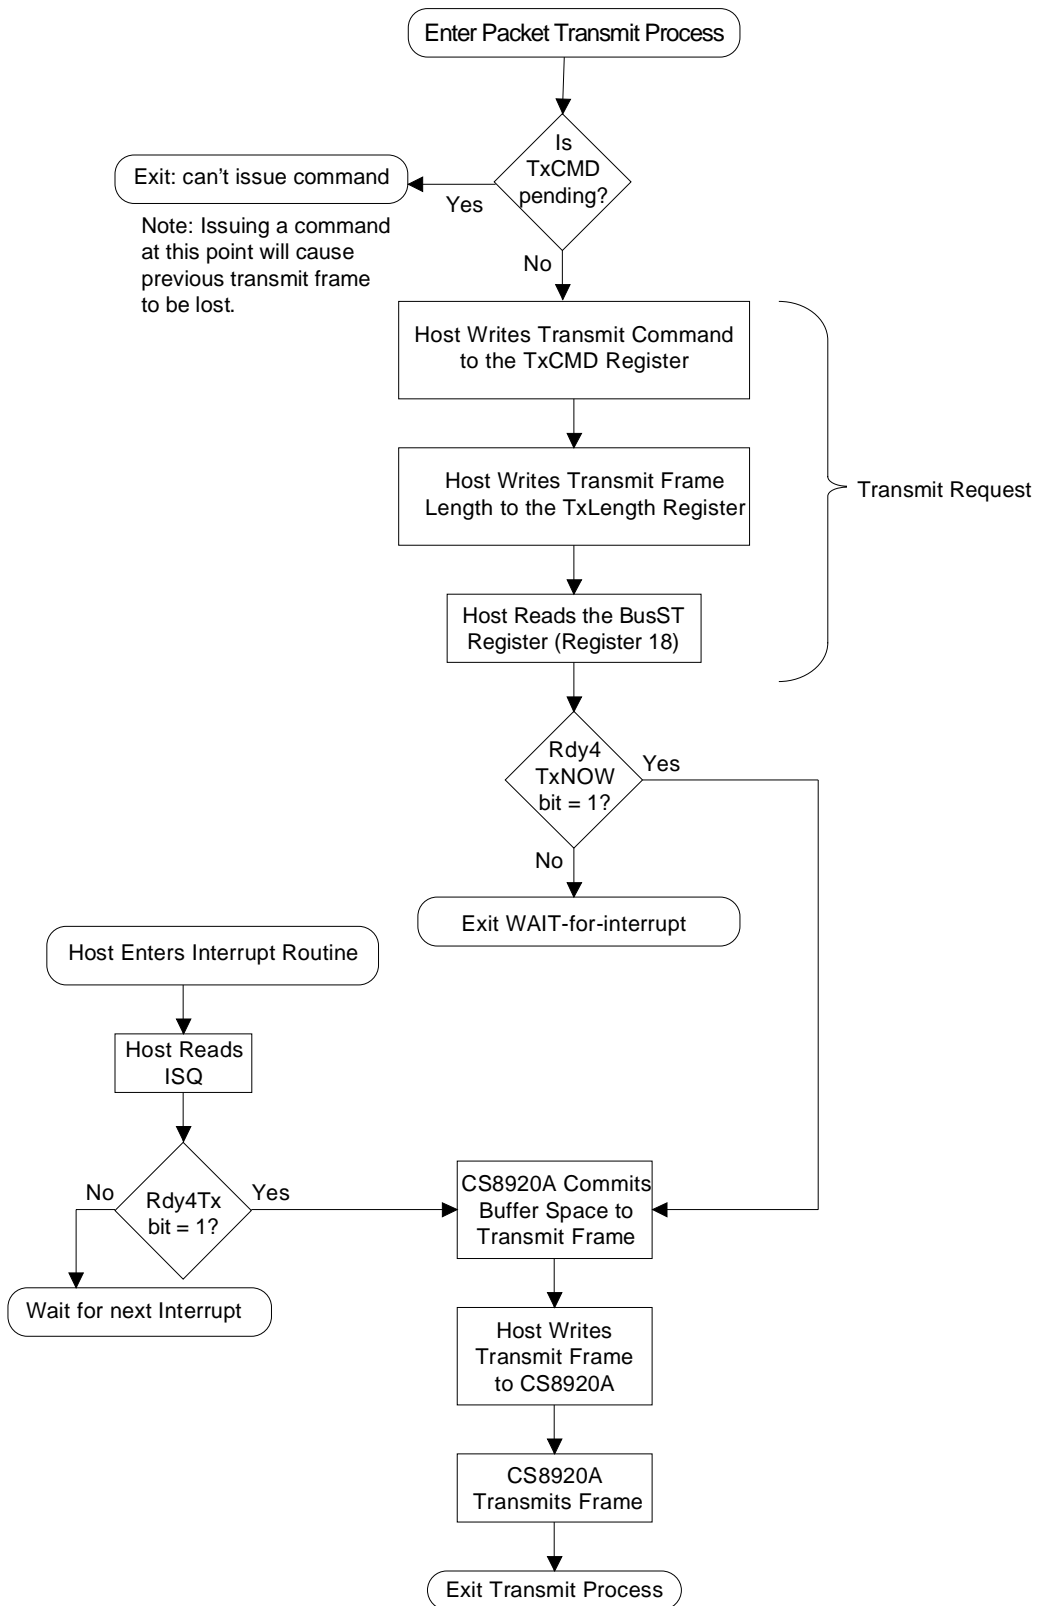 Enter Packet Transmit Process
Is
TxCMD
pending?
Exit: can't issue command
Yes
Note: Issuing a command
at this point will cause
previous transmit frame
to be lost.
No
Host Writes Transmit Command
to the TxCMD Register
Host Writes Transmit Frame
Length to the TxLength Register
Transmit Request
Host Reads the BusST
Register (Register 18)
Rdy4
TxNOW
bit = 1?
Yes
No
Exit WAIT-for-interrupt
Host Enters Interrupt Routine
Host Reads
ISQ
No
Rdy4Tx
bit = 1?
Yes
Wait for next Interrupt
CS8920A Commits
Buffer Space to
Transmit Frame
Host Writes
Transmit Frame
to CS8920A
CS8920A
Transmits Frame
Exit Transmit Process